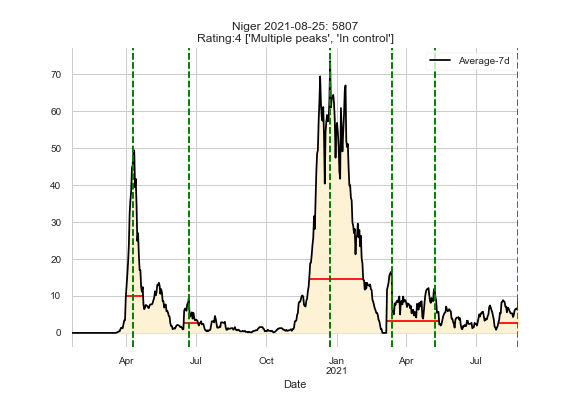 Niger 2021-08-25: 5807
Rating:4 ['Multiple peaks', 'In control']
Average-7d
70
60
50
40
30
20
10
0
Apr
Jul
Oct
Jan
2021
Apr
Jul
Date